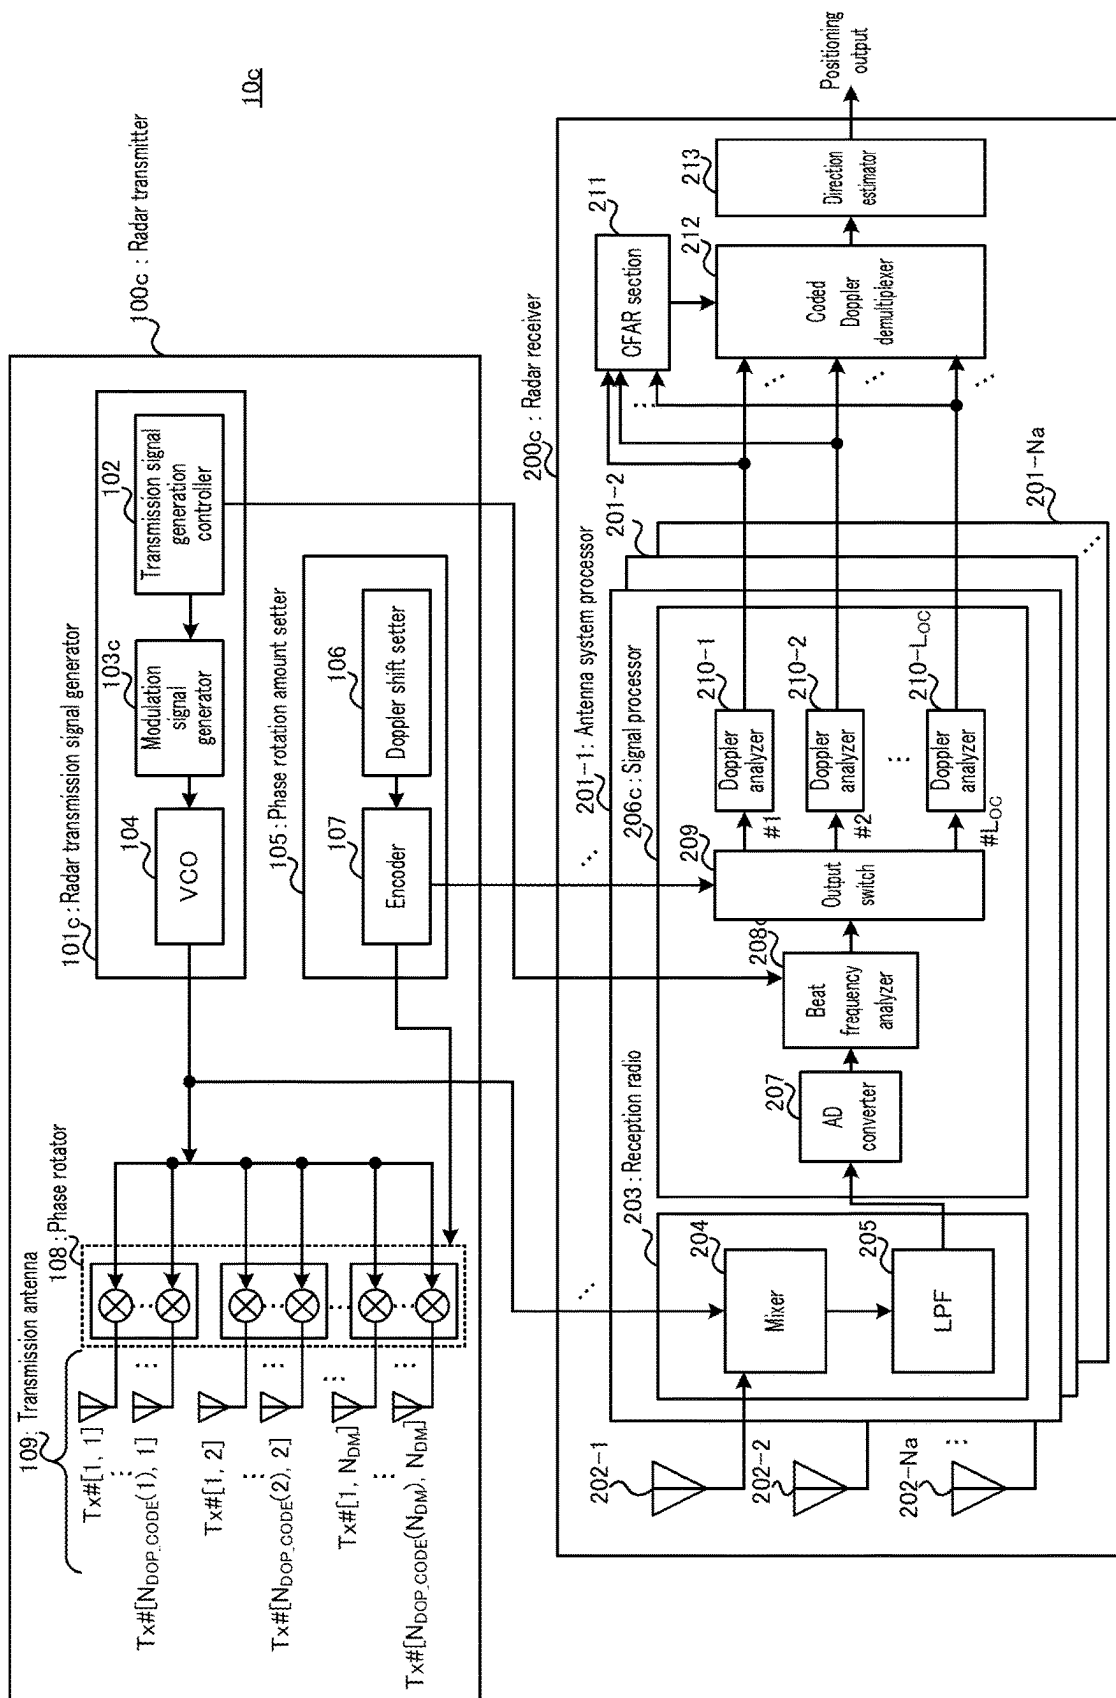 10c
100c : Radar transmitter
101c : Radar transmission signal generator
102
Transmission signal
generation
controller
103c
Modulation
signal
generator
104
VCO
105 : Phase rotation amount setter
106
Doppler shift setter
107
Encoder
108 : Phase rotator
109 : Transmission antenna
Tx#[1, 1]
Tx#[NDOP_CODE(1), 1]
Tx#[1, 2]
Tx#[NDOP_CODE(2), 2]
Tx#[1, NDM]
Tx#[NDOP_CODE(NDM), NDM]
200c : Radar receiver
201-1 : Antenna system processor
201-2
201-Na
202-1
202-2
202-Na
203 : Reception radio
204
Mixer
205
LPF
206c : Signal processor
207
AD
converter
208c
Beat
frequency
analyzer
209
Output
switch
#1
#2
#LOC
210-1
Doppler
analyzer
210-2
Doppler
analyzer
210-LOC
Doppler
analyzer
211
CFAR section
212
Coded
Doppler
demultiplexer
213
Direction
estimator
Positioning
output